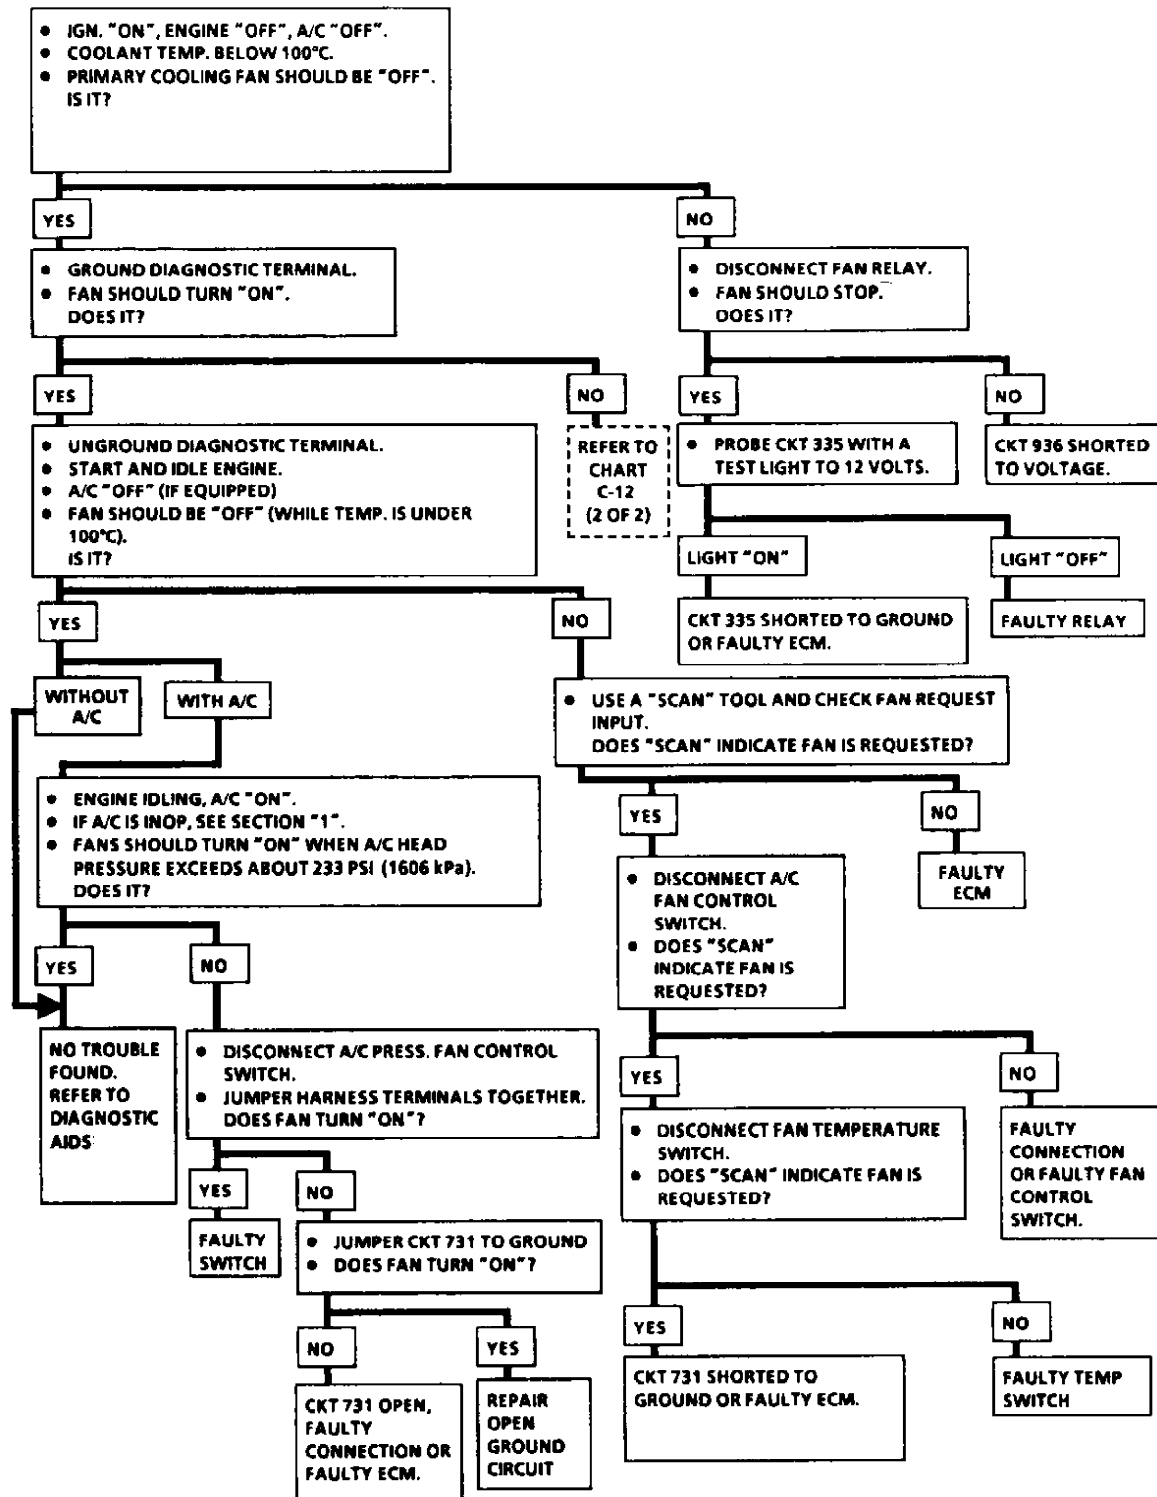 • IGN. "ON", ENGINE "OFF", A/C "OFF".
• COOLANT TEMP. BELOW 100°C.
• PRIMARY COOLING FAN SHOULD BE "OFF".
IS IT?
YES
NO
• GROUND DIAGNOSTIC TERMINAL.
• FAN SHOULD TURN "ON".
DOES IT?
• DISCONNECT FAN RELAY.
• FAN SHOULD STOP.
DOES IT?
YES
NO
YES
NO
• UNGROUND DIAGNOSTIC TERMINAL.
• START AND IDLE ENGINE.
• A/C "OFF" (IF EQUIPPED)
• FAN SHOULD BE "OFF" (WHILE TEMP. IS UNDER
100°C).
IS IT?
REFER TO
CHART
C-12
(2 OF 2)
• PROBE CKT 335 WITH A
TEST LIGHT TO 12 VOLTS.
CKT 936 SHORTED
TO VOLTAGE.
LIGHT "ON"
LIGHT "OFF"
CKT 335 SHORTED TO GROUND
OR FAULTY ECM.
FAULTY RELAY
YES
NO
WITHOUT
A/C
WITH A/C
• USE A "SCAN" TOOL AND CHECK FAN REQUEST
INPUT.
DOES "SCAN" INDICATE FAN IS REQUESTED?
• ENGINE IDLING, A/C "ON".
• IF A/C IS INOP, SEE SECTION "1".
• FANS SHOULD TURN "ON" WHEN A/C HEAD
PRESSURE EXCEEDS ABOUT 233 PSI (1606 kPa).
DOES IT?
YES
NO
• DISCONNECT A/C
FAN CONTROL
SWITCH.
• DOES "SCAN"
INDICATE FAN IS
REQUESTED?
FAULTY
ECM
YES
NO
NO TROUBLE
FOUND.
REFER TO
DIAGNOSTIC
AIDS
• DISCONNECT A/C PRESS. FAN CONTROL
SWITCH.
• JUMPER HARNESS TERMINALS TOGETHER.
DOES FAN TURN "ON"?
YES
NO
• DISCONNECT FAN TEMPERATURE
SWITCH.
• DOES "SCAN" INDICATE FAN IS
REQUESTED?
FAULTY
CONNECTION
OR FAULTY FAN
CONTROL
SWITCH.
YES
NO
FAULTY
SWITCH
• JUMPER CKT 731 TO GROUND
• DOES FAN TURN "ON"?
YES
NO
NO
YES
CKT 731 SHORTED TO
GROUND OR FAULTY ECM.
FAULTY TEMP
SWITCH
CKT 731 OPEN,
FAULTY
CONNECTION OR
FAULTY ECM.
REPAIR
OPEN
GROUND
CIRCUIT